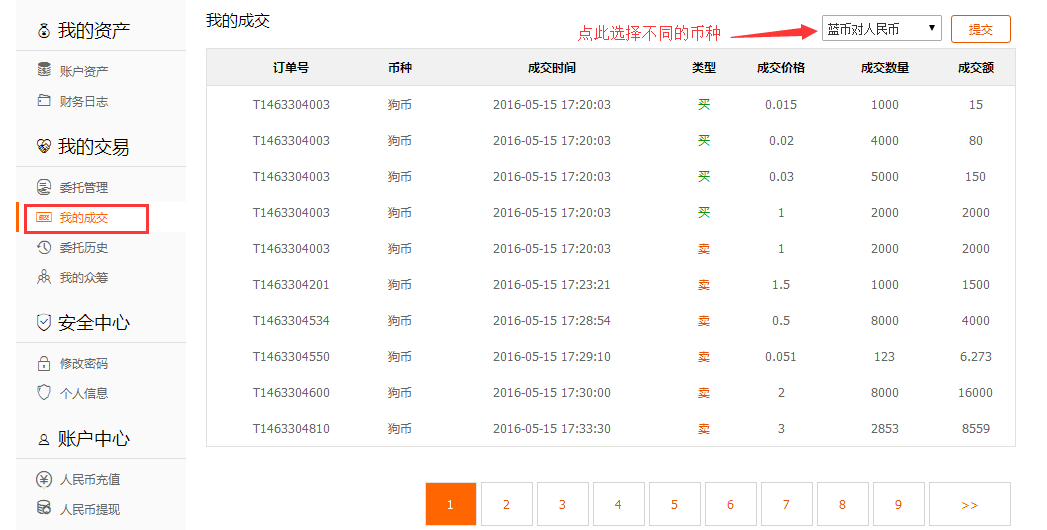 我的资产
账户资产
财务日志
我的交易
委托管理
我的成交
委托历史
我的众筹
安全中心
修改密码
个人信息
账户中心
人民币充值
人民币提现
我的成交
点此选择不同的币种
蓝币对人民币
提交
订单号 币种 成交时间 类型 成交价格 成交数量 成交额
T1463304003 狗币 2016-05-15 17:20:03 买 0.015 1000 15
T1463304003 狗币 2016-05-15 17:20:03 买 0.02 4000 80
T1463304003 狗币 2016-05-15 17:20:03 买 0.03 5000 150
T1463304003 狗币 2016-05-15 17:20:03 买 1 2000 2000
T1463304003 狗币 2016-05-15 17:20:03 卖 1 2000 2000
T1463304201 狗币 2016-05-15 17:23:21 卖 1.5 1000 1500
T1463304534 狗币 2016-05-15 17:28:54 卖 0.5 8000 4000
T1463304550 狗币 2016-05-15 17:29:10 卖 0.051 123 6.273
T1463304600 狗币 2016-05-15 17:30:00 卖 2 8000 16000
T1463304810 狗币 2016-05-15 17:33:30 卖 3 2853 8559
1 2 3 4 5 6 7 8 9 >>